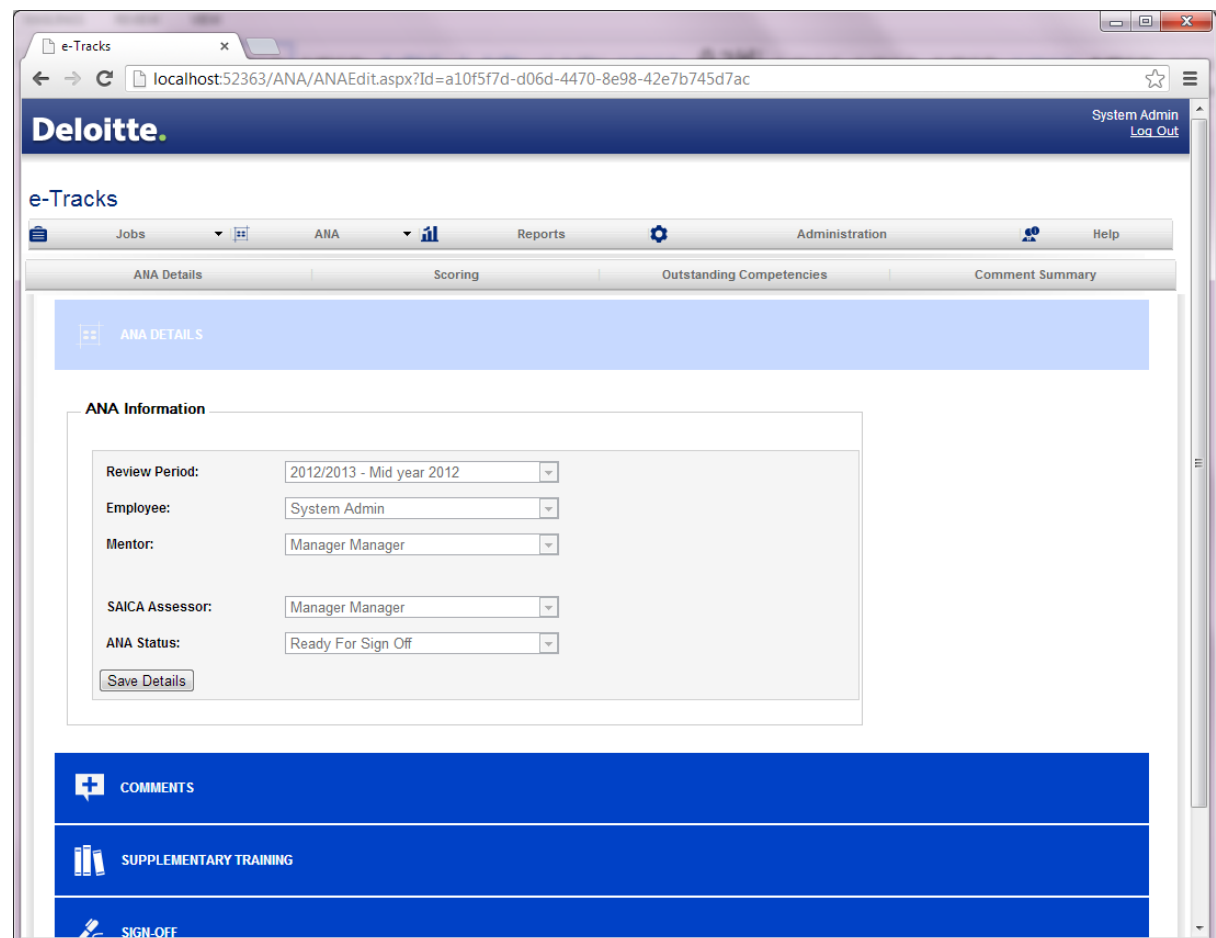 e-Tracks
localhost:52363/ANA/ANAEdit.aspx?Id=a10f5f7d-d06d-4470-8e98-42e7b745d7ac
Deloitte.
System Admin
Log Out
e-Tracks
Jobs ANA Reports Administration Help
ANA Details Scoring Outstanding Competencies Comment Summary
ANA DETAILS
ANA Information
Review Period: 2012/2013 - Mid year 2012
Employee: System Admin
Mentor: Manager Manager
SAICA Assessor: Manager Manager
ANA Status: Ready For Sign Off
Save Details
COMMENTS
SUPPLEMENTARY TRAINING
SIGN-OFF